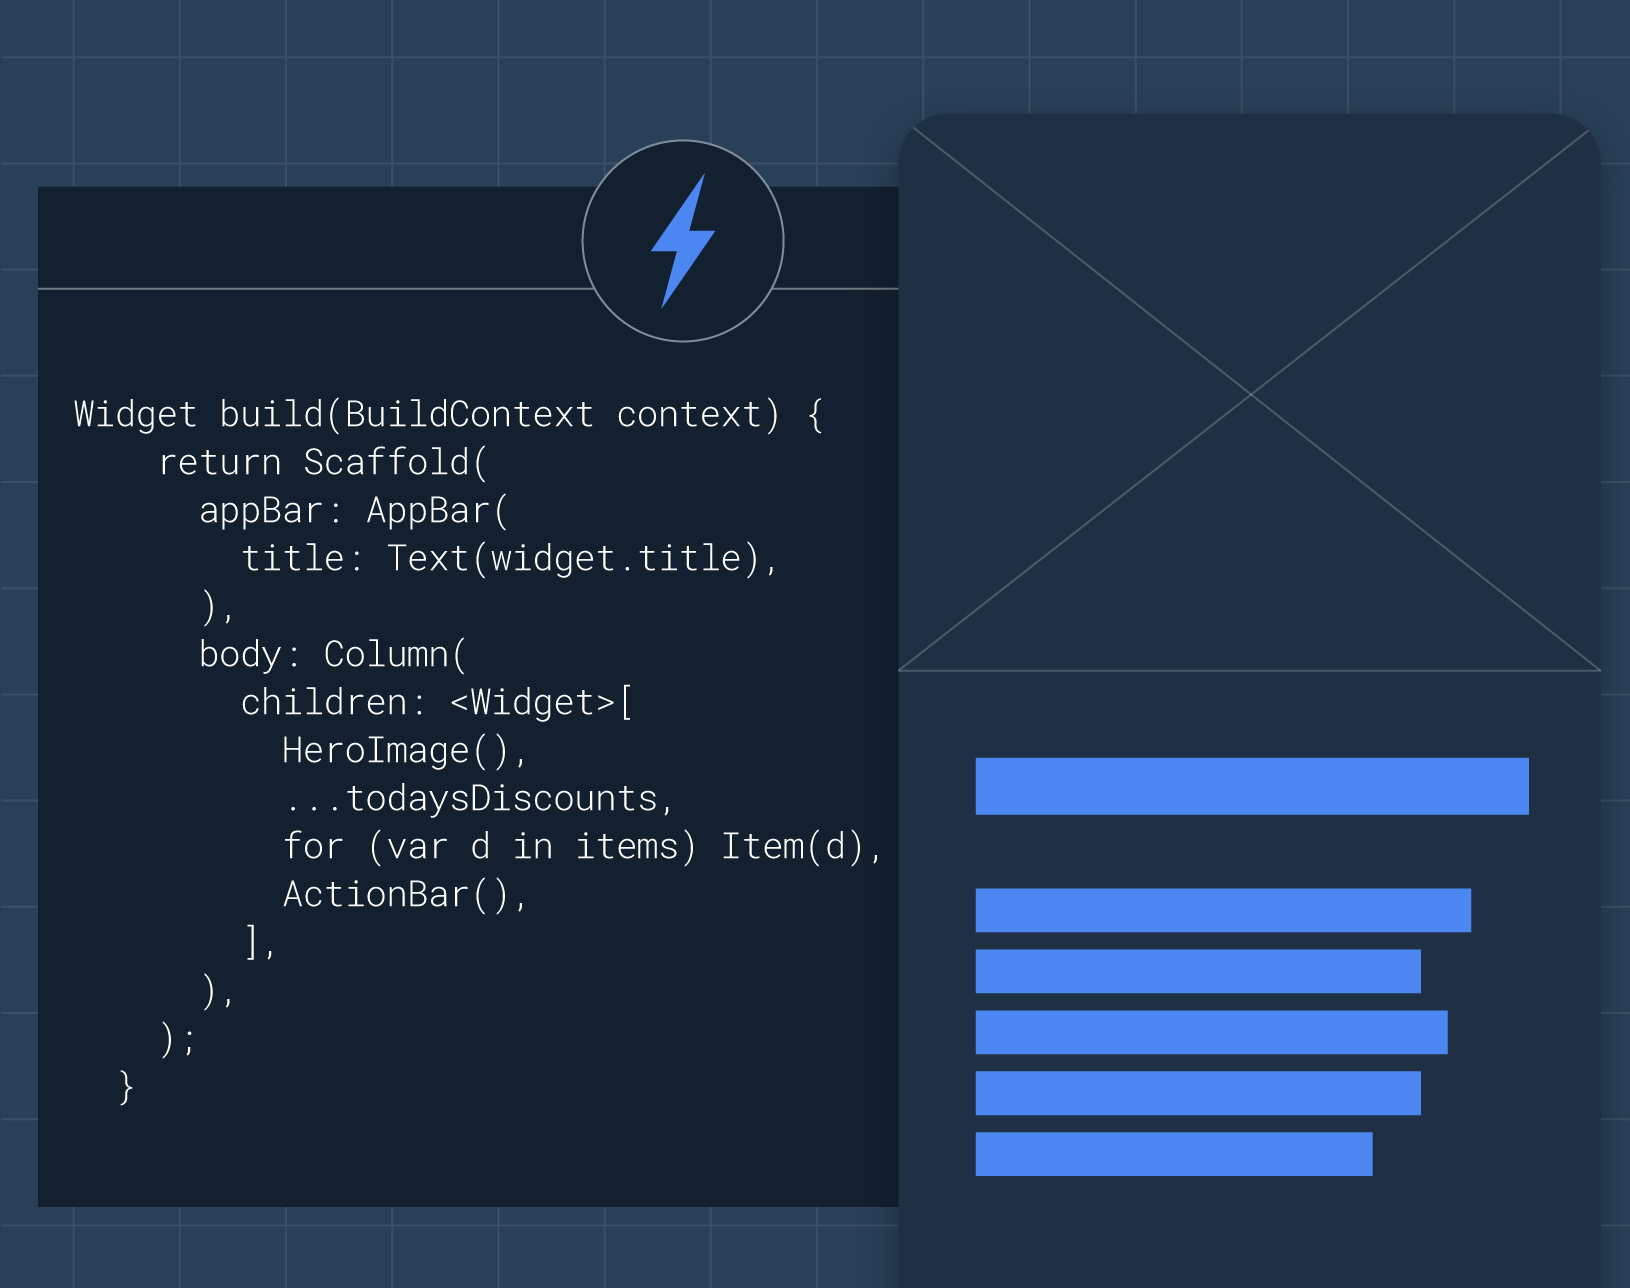 Widget build(BuildContext context) {
    return Scaffold(
      appBar: AppBar(
        title: Text(widget.title),
      ),
      body: Column(
        children: <Widget>[
          HeroImage(),
          ...todaysDiscounts,
          for (var d in items) Item(d),
          ActionBar(),
        ],
      ),
    );
  }